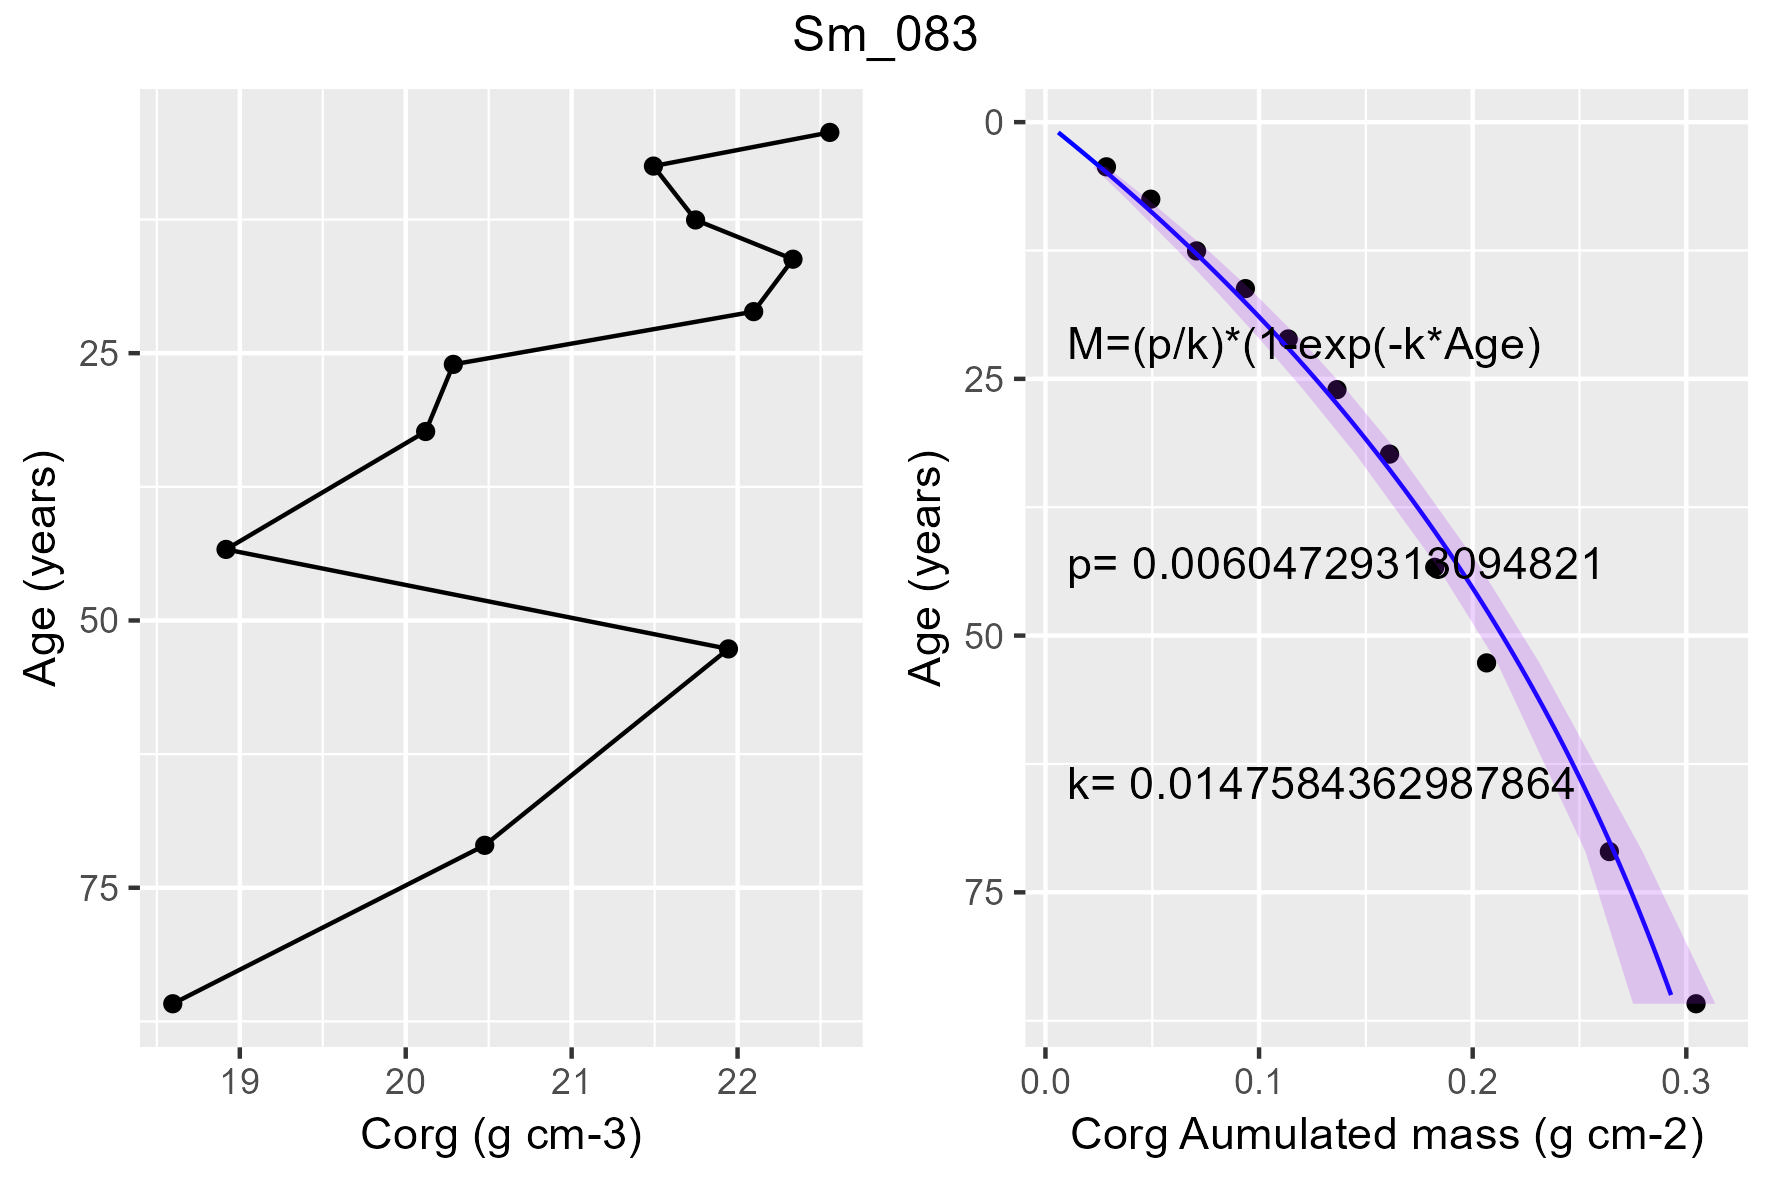 Sm_083
Age (years)
25
50
75
19
20
21
22
Corg (g cm-3)
Age (years)
0
25
50
75
M=(p/k)*(1-exp(-k*Age)
p= 0.00604729313094821
k= 0.0147584362987864
0.0
0.1
0.2
0.3
Corg Aumulated mass (g cm-2)